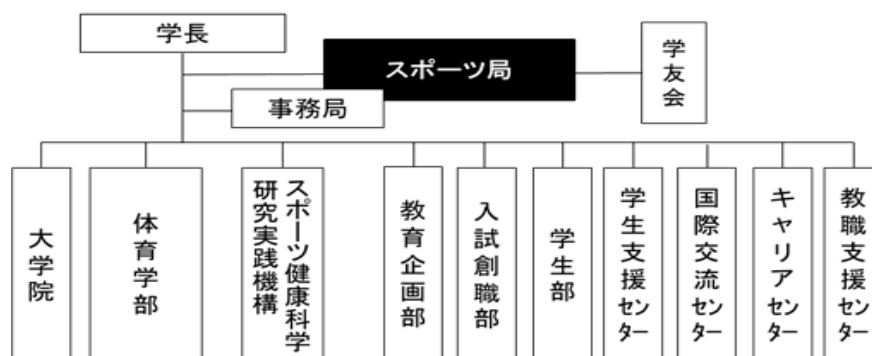 学長
スポーツ局
学友会
事務局
大学院
体育学部
スポーツ健康科学
研究実践機構
教育企画部
入試創職部
学生部
学生支援センター
国際交流センター
キャリアセンター
教職支援センター